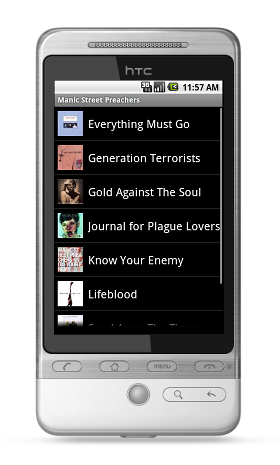 hTC
3G 11:57 AM
Manic Street Preachers
Everything Must Go
Generation Terrorists
Gold Against The Soul
Journal for Plague Lovers
Know Your Enemy
Lifeblood
MENU